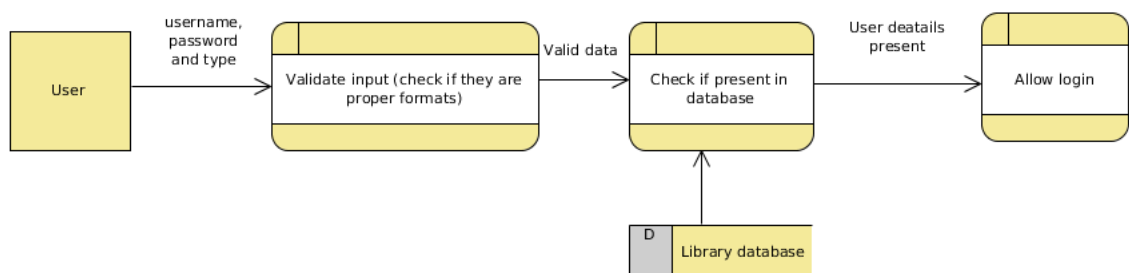 User
username,
password
and type
Validate input (check if they are
proper formats)
Valid data
Check if present in
database
User deatails
present
Allow login
D
Library database